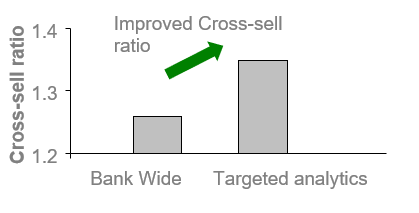 1.4
Improved Cross-sell
ratio
1.3
1.2
Cross-sell ratio
Bank Wide
Targeted analytics